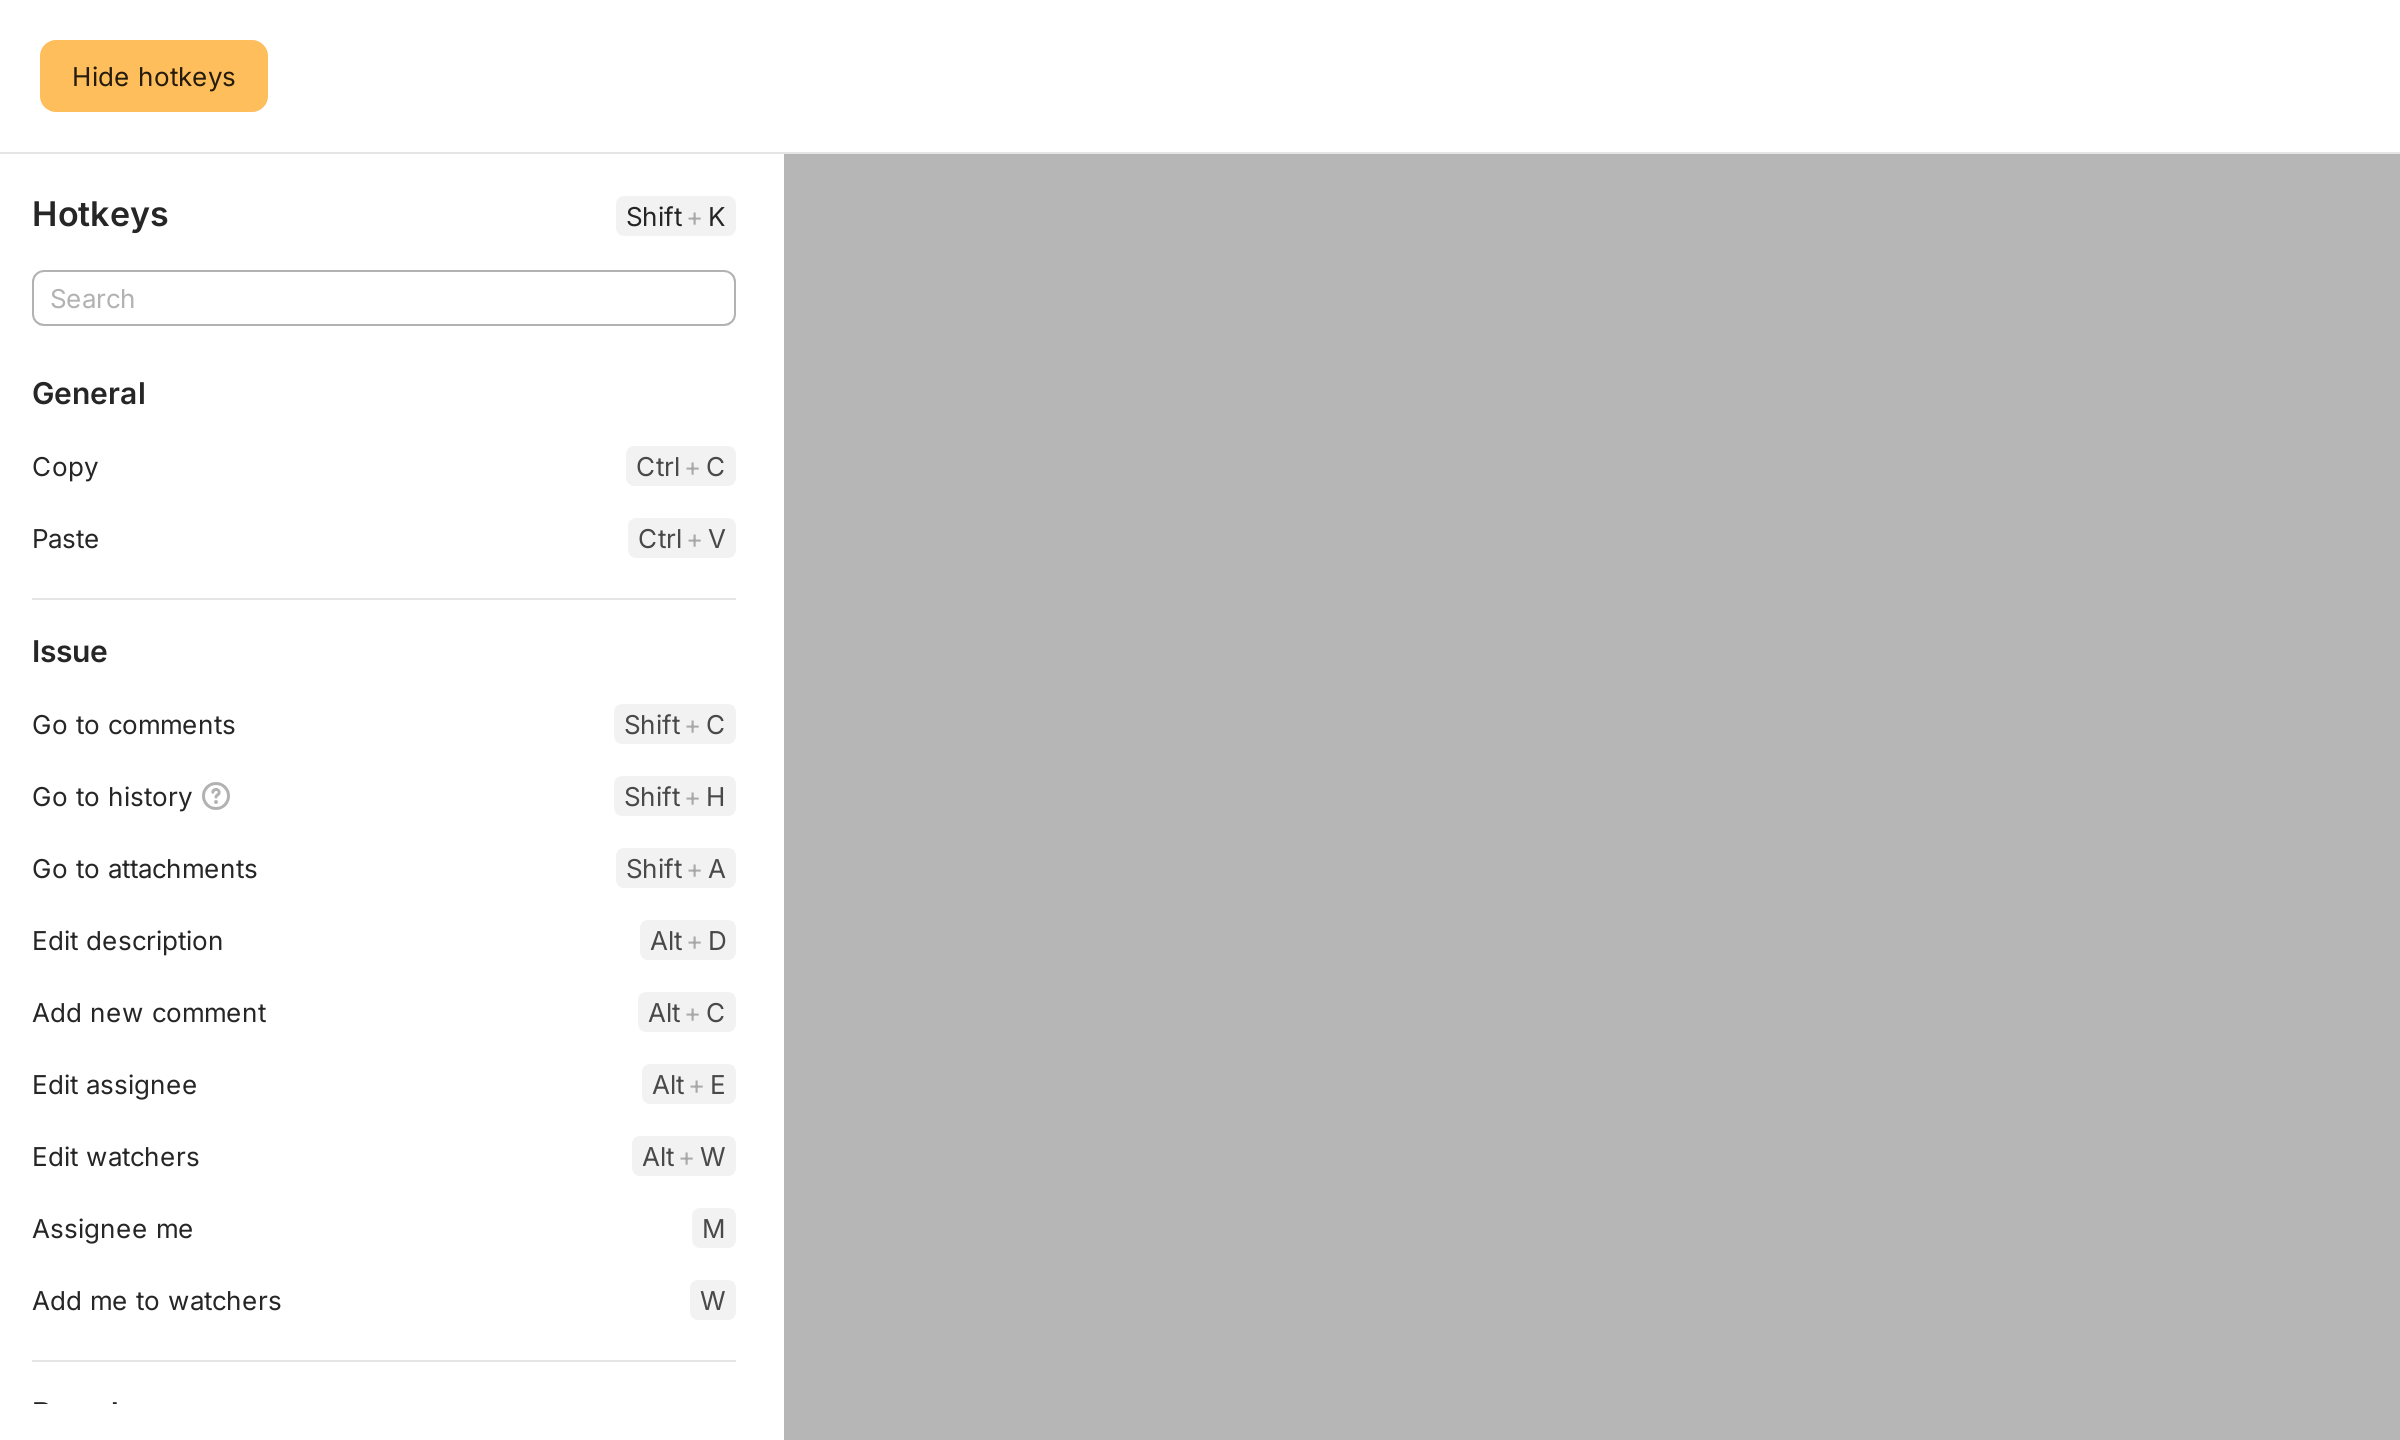 Hide hotkeys
Hotkeys Shift + K
Search
General
Copy Ctrl + C
Paste Ctrl + V
Issue
Go to comments Shift + C
Go to history Shift + H
Go to attachments Shift + A
Edit description Alt + D
Add new comment Alt + C
Edit assignee Alt + E
Edit watchers Alt + W
Assignee me M
Add me to watchers W